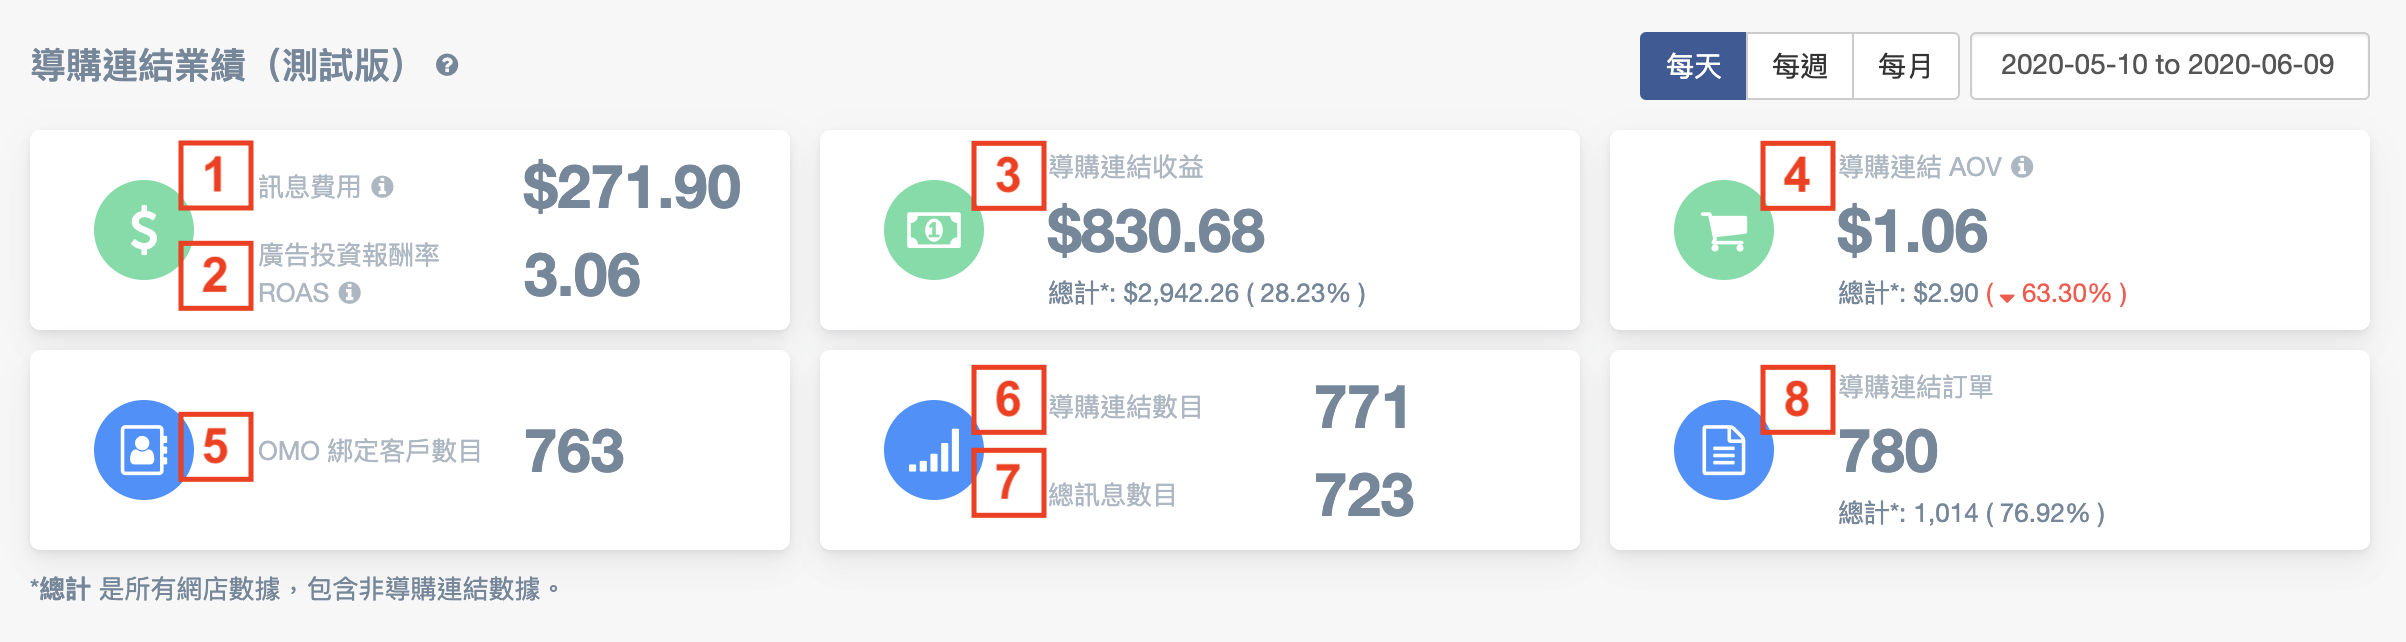 導購連結業績（測試版）
每天 每週 每月 2020-05-10 to 2020-06-09
1 訊息費用 $271.90
2 廣告投資報酬率
ROAS 3.06
3 導購連結收益
$830.68
總計*: $2,942.26 ( 28.23% )
4 導購連結 AOV
$1.06
總計*: $2.90 ( 63.30% )
5 OMO 綁定客戶數目 763
6 導購連結數目 771
7 總訊息數目 723
8 導購連結訂單
780
總計*: 1,014 ( 76.92% )
*總計 是所有網店數據，包含非導購連結數據。